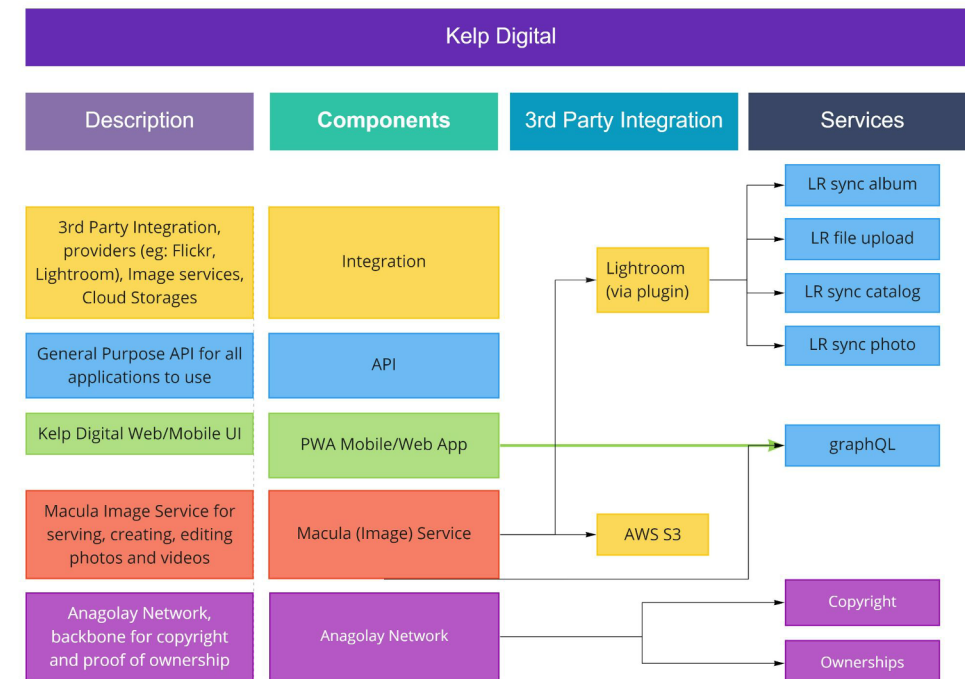 Kelp Digital
Description
Components
3rd Party Integration
Services
3rd Party Integration,
providers (eg: Flickr,
Lightroom), Image services,
Cloud Storages
Integration
Lightroom
(via plugin)
LR sync album
LR file upload
LR sync catalog
LR sync photo
General Purpose API for all
applications to use
API
Kelp Digital Web/Mobile UI
PWA Mobile/Web App
graphQL
Macula Image Service for
serving, creating, editing
photos and videos
Macula (Image) Service
AWS S3
Anagolay Network,
backbone for copyright
and proof of ownership
Anagolay Network
Copyright
Ownerships